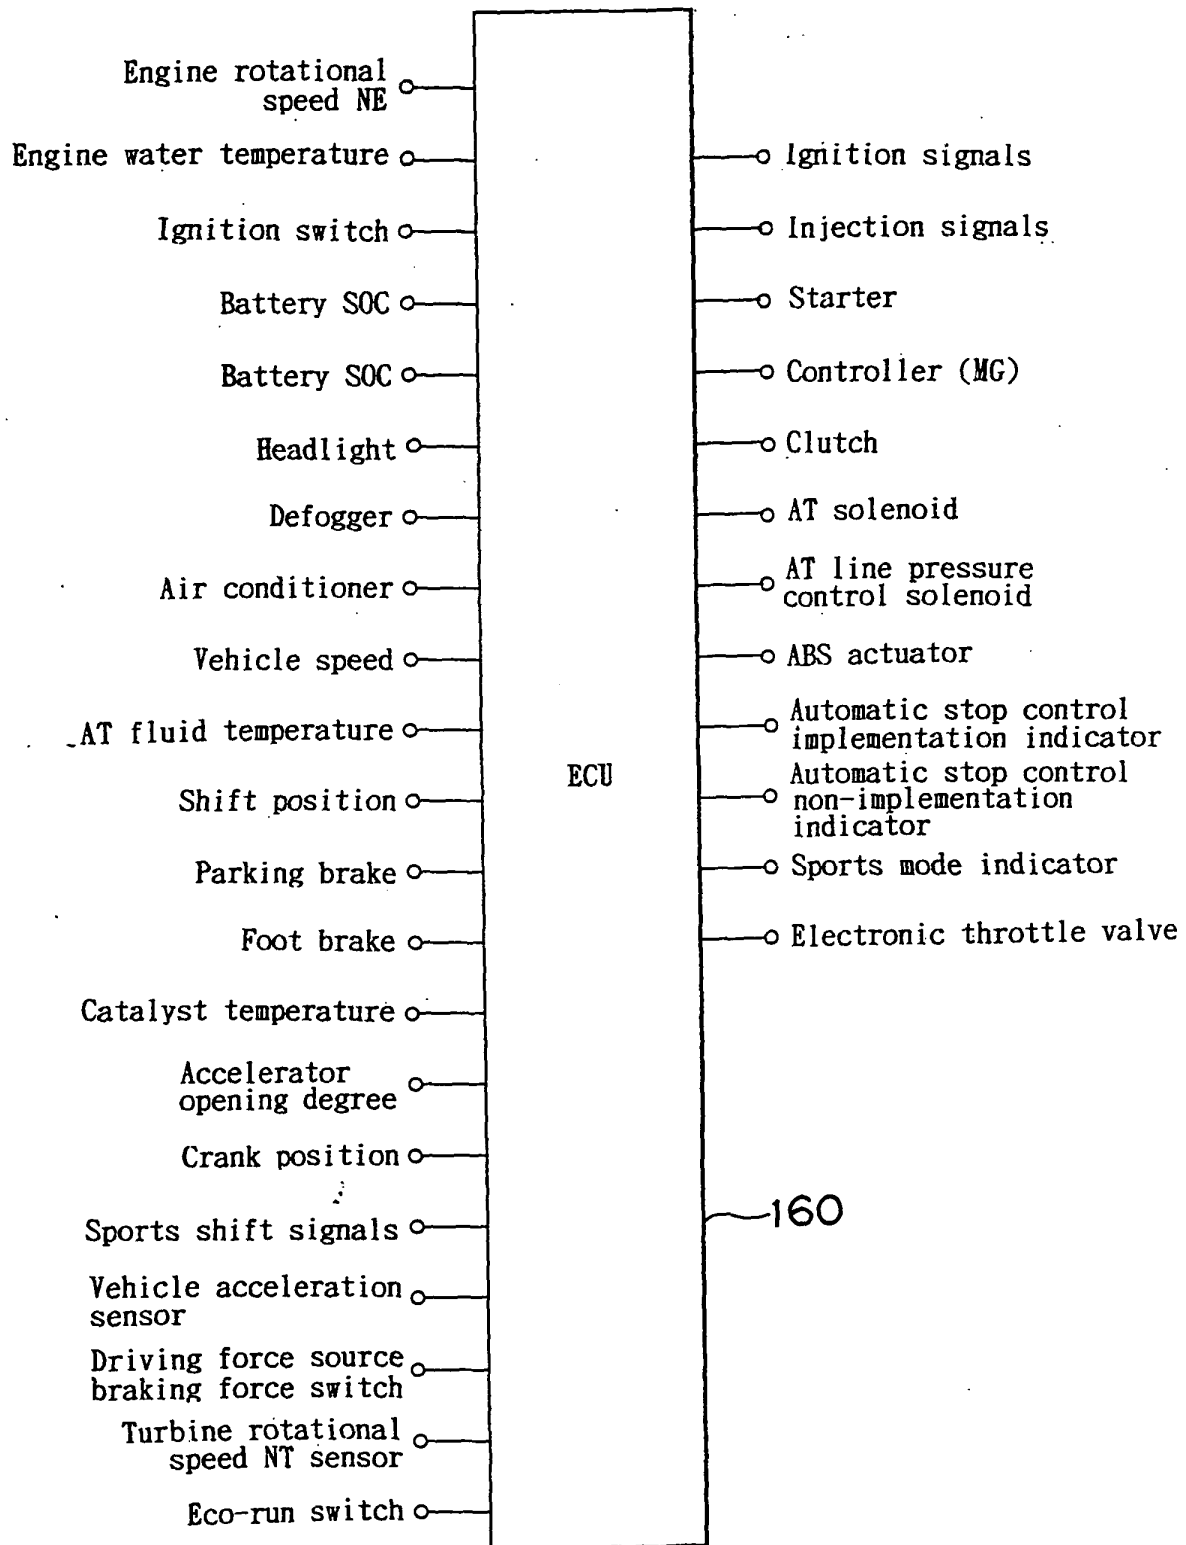 Engine rotational
speed NE
Engine water temperature
Ignition switch
Battery SOC
Battery SOC
Headlight
Defogger
Air conditioner
Vehicle speed
AT fluid temperature
Shift position
Parking brake
Foot brake
Catalyst temperature
Accelerator
opening degree
Crank position
Sports shift signals
Vehicle acceleration
sensor
Driving force source
braking force switch
Turbine rotational
speed NT sensor
Eco-run switch
ECU
Ignition signals
Injection signals
Starter
Controller (MG)
Clutch
AT solenoid
AT line pressure
control solenoid
ABS actuator
Automatic stop control
implementation indicator
Automatic stop control
non-implementation
indicator
Sports mode indicator
Electronic throttle valve
160